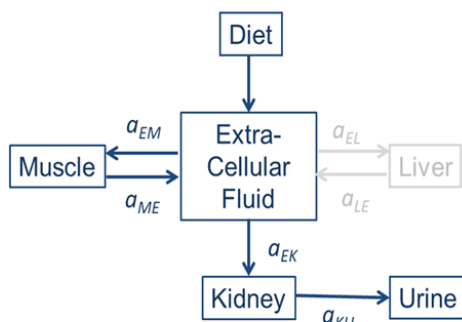 Diet
a_EM
Extra-
Cellular
Fluid
a_EL
Muscle
Liver
a_ME
a_LE
a_EK
Kidney
Urine